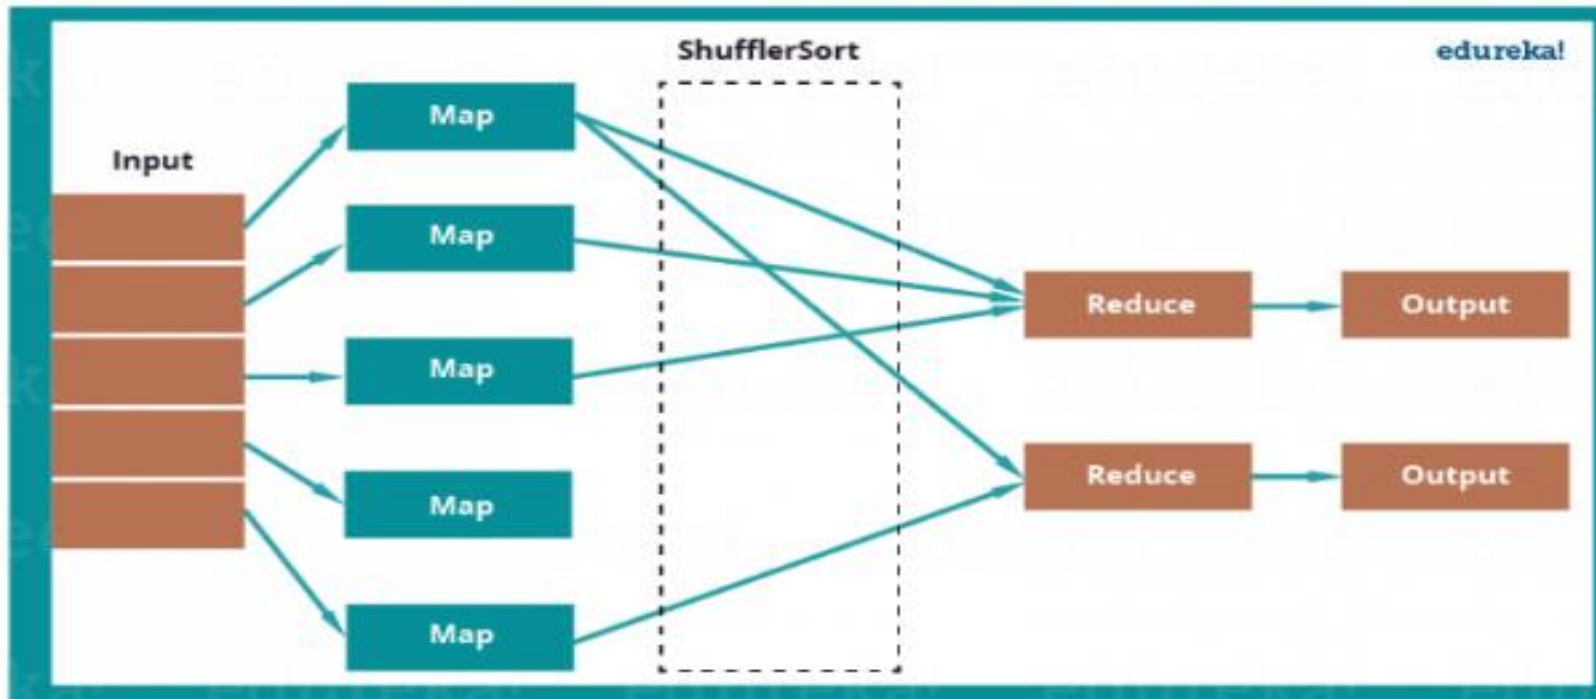 ShufflerSort
edureka!
Input
Map
Map
Map
Map
Map
Reduce
Output
Reduce
Output